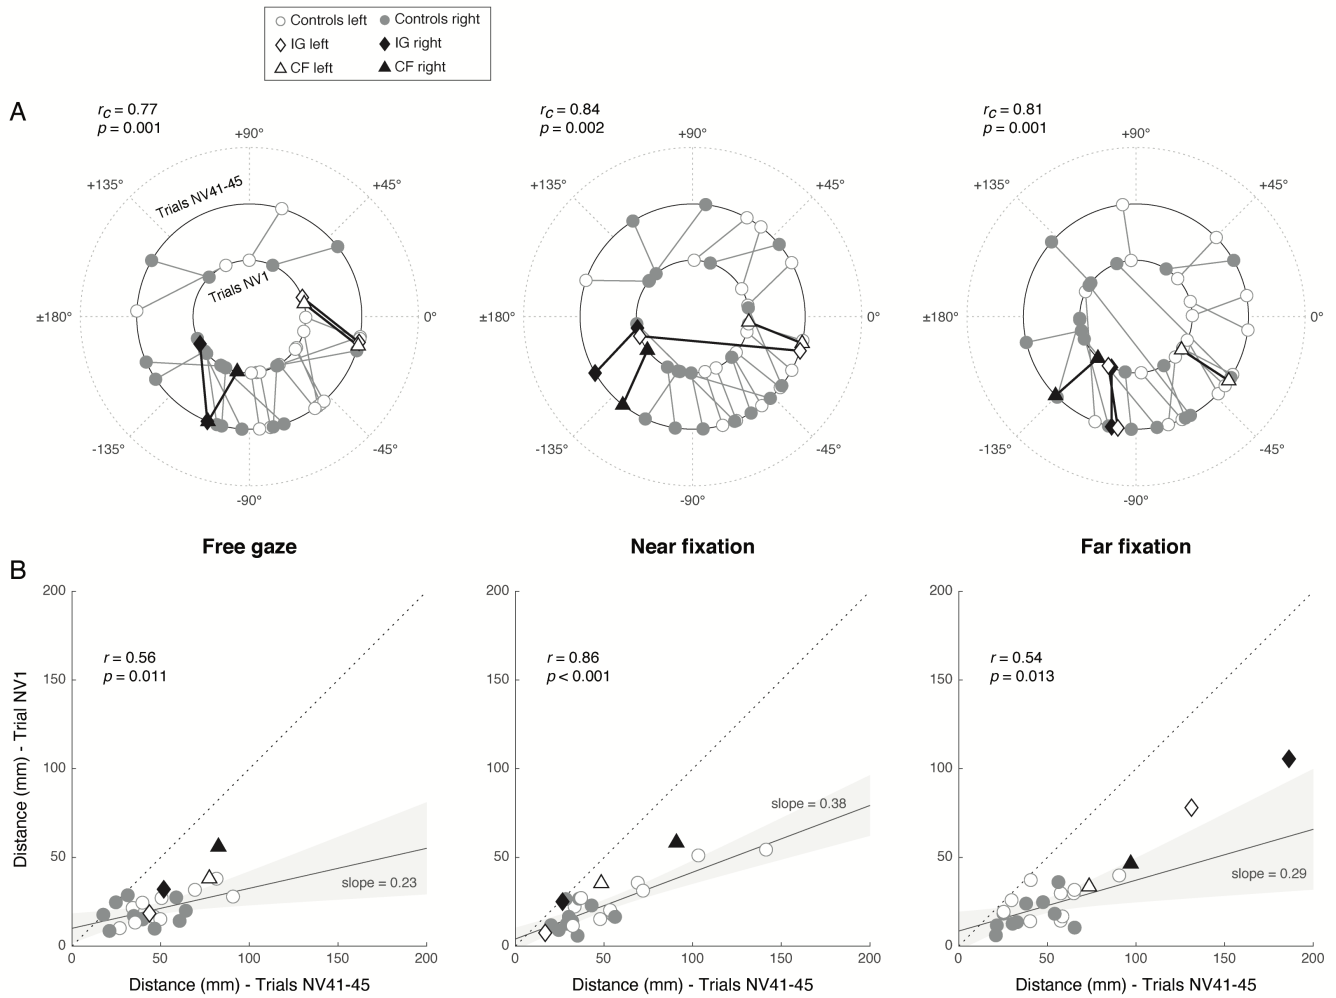 Controls left Controls right
IG left IG right
CF left CF right
A
rc = 0.77
p = 0.001
+90°
+135°
+45°
Trials NV41-45
Trials NV1
±180°
0°
-135°
-45°
-90°
Free gaze
rc = 0.84
p = 0.002
+90°
+135°
+45°
±180°
0°
-135°
-45°
-90°
Near fixation
rc = 0.81
p = 0.001
+90°
+135°
+45°
±180°
0°
-135°
-45°
-90°
Far fixation
B
Distance (mm) - Trial NV1
200
150
100
50
0
r = 0.56
p = 0.011
slope = 0.23
0 50 100 150 200
Distance (mm) - Trials NV41-45
200
150
100
50
0
r = 0.86
p < 0.001
slope = 0.38
0 50 100 150 200
Distance (mm) - Trials NV41-45
200
150
100
50
0
r = 0.54
p = 0.013
slope = 0.29
0 50 100 150 200
Distance (mm) - Trials NV41-45